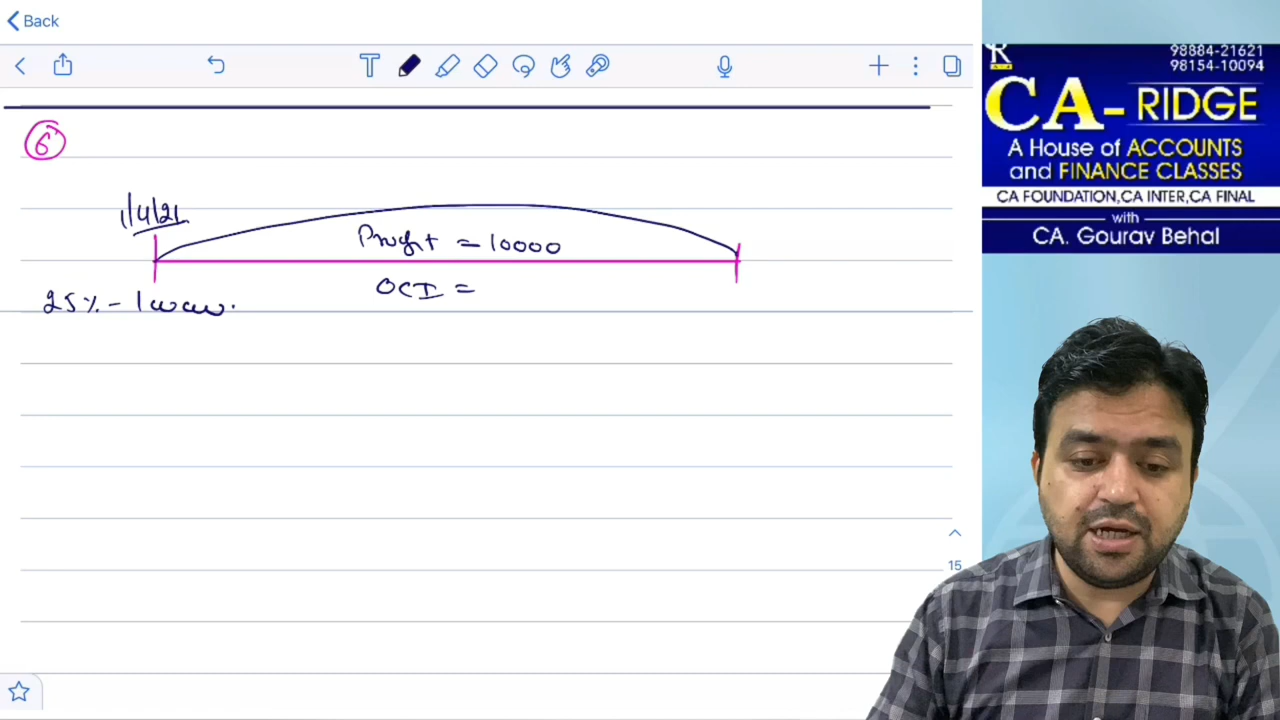 Back
T
98884-21621
98154-10094
R
CA- RIDGE
A House of ACCOUNTS
and FINANCE CLASSES
CA FOUNDATION,CA INTER,CA FINAL
with
CA. Gourav Behal
6
1/4/21
Profit = 10000
OCI =
25% -
15